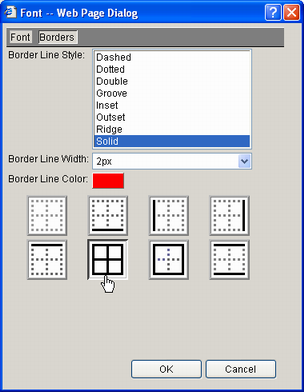 Font -- Web Page Dialog
Font Borders
Border Line Style:
Dashed
Dotted
Double
Groove
Inset
Outset
Ridge
Solid
Border Line Width: 2px
Border Line Color:
OK Cancel